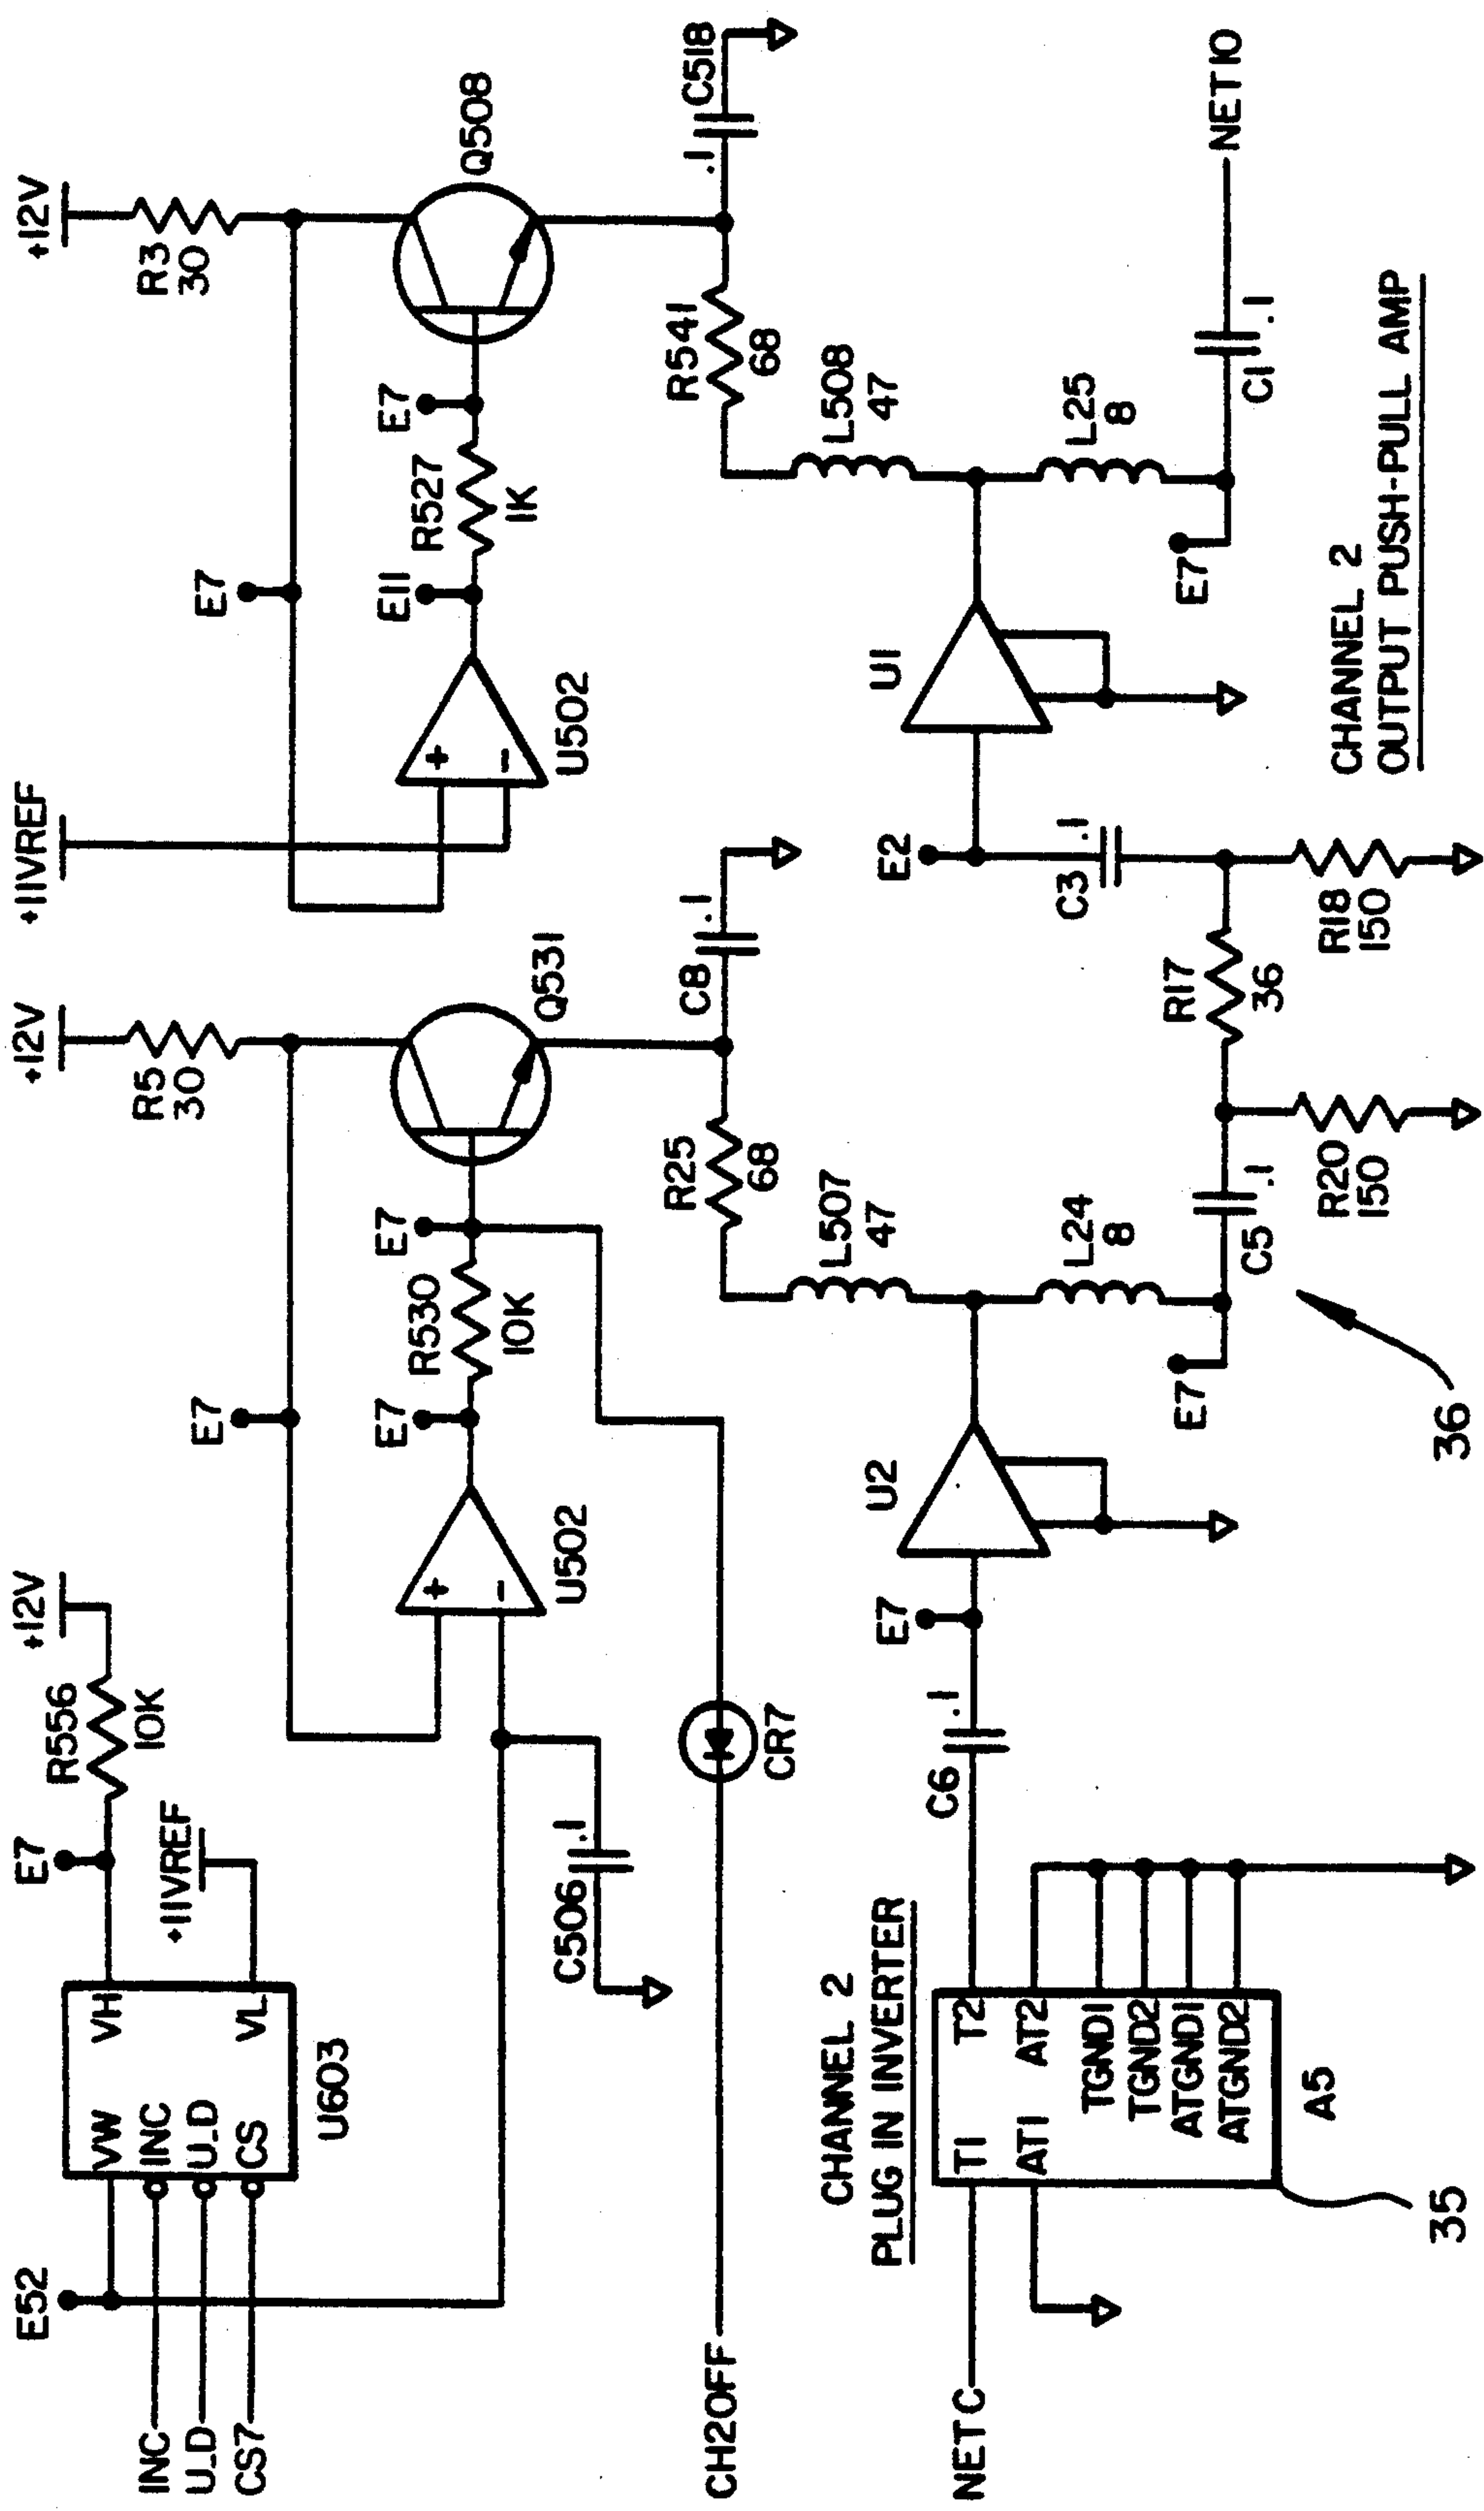 +12V
R3
30
Q508
+11VREF
E7
E11
R527
1K
E7
U502
+
-
R541
68
.1
C518
L508
47
L25
8
U1
E2
C3
.1
E7
C1
.1
NET10
R17
36
R18
150
CHANNEL 2
OUTPUT PUSH-PULL AMP
+12V
R5
30
Q531
E7
E7
R530
10K
E7
U502
+
-
R25
68
C8
.1
L507
47
L24
8
U2
E7
E7
C5
.1
R20
150
36
+12V
R556
10K
E7
+11VREF
E52
VW
VH
INC
U_D
CS
VL
U603
INC
U_D
CS7
C506
.1
CH2OFF
CR7
CHANNEL 2
PLUG IN INVERTER
NETC
T1
T2
AT1
AT2
TGND1
TGND2
ATGND1
ATGND2
A5
35
C6
.1